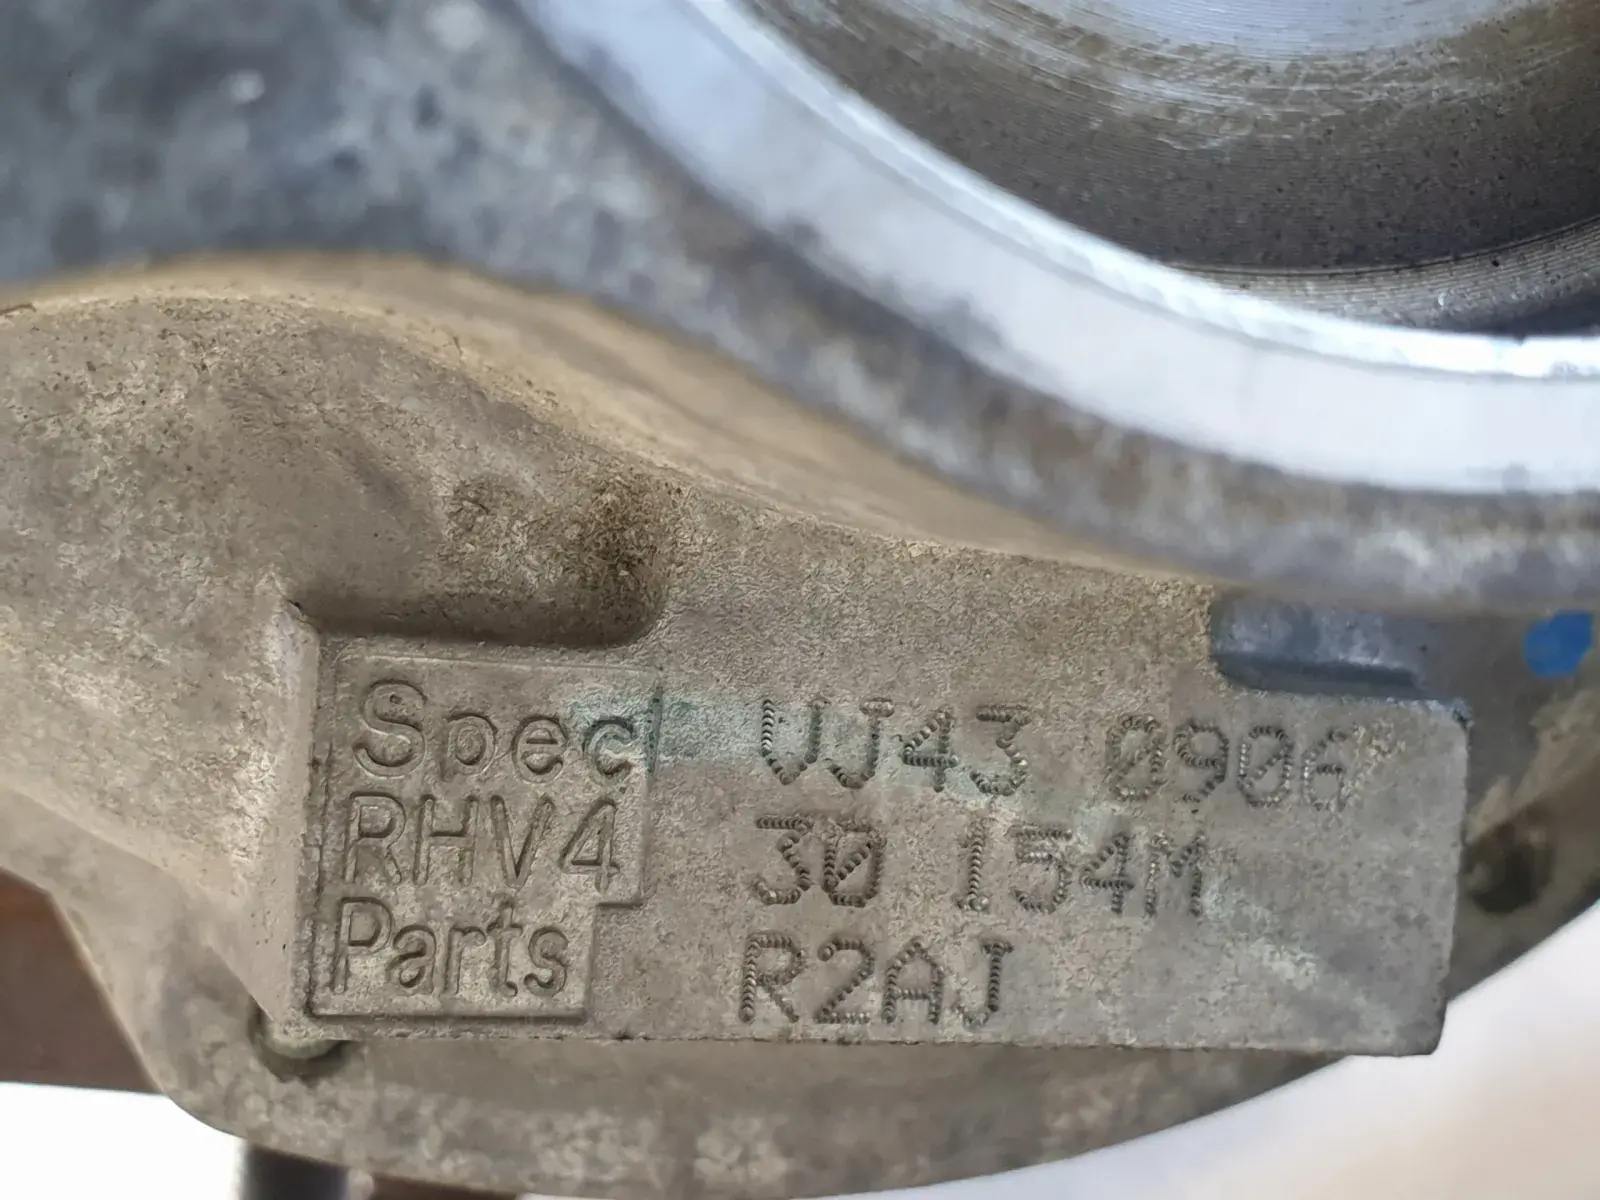 Spec VJ43 0906
RHV4 30 154M
Parts R2AJ